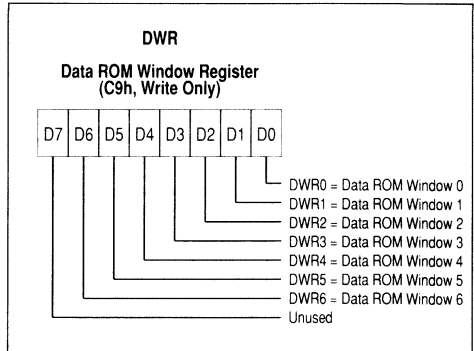 DWR
Data ROM Window Register
(C9h, Write Only)
D7 D6 D5 D4 D3 D2 D1 D0
DWR0 = Data ROM Window 0
DWR1 = Data ROM Window 1
DWR2 = Data ROM Window 2
DWR3 = Data ROM Window 3
DWR4 = Data ROM Window 4
DWR5 = Data ROM Window 5
DWR6 = Data ROM Window 6
Unused